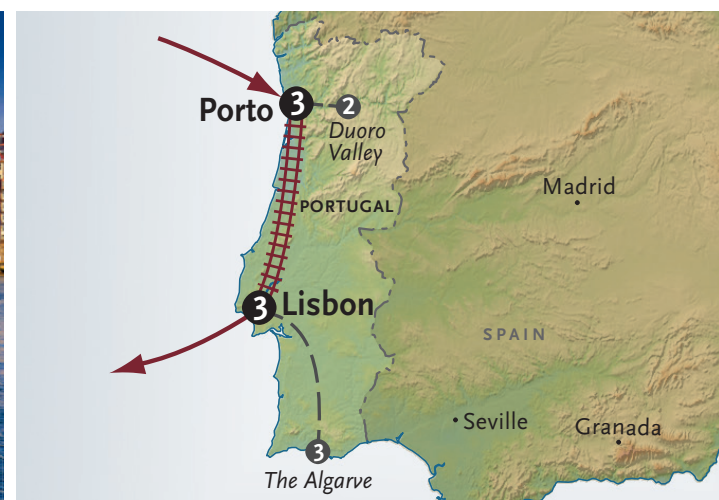 Porto 3
2
Duoro
Valley
PORTUGAL
Madrid
3 Lisbon
SPAIN
Seville
Granada
3
The Algarve